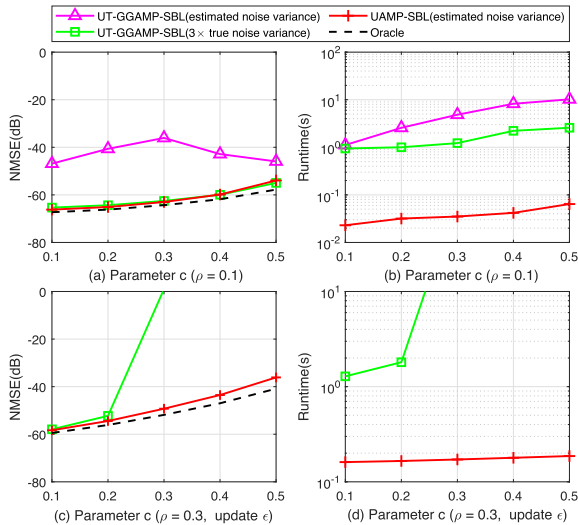 UT-GGAMP-SBL(estimated noise variance)
UAMP-SBL(estimated noise variance)
UT-GGAMP-SBL(3× true noise variance)
Oracle
NMSE(dB)
0
-20
-40
-60
-80
0.1 0.2 0.3 0.4 0.5
(a) Parameter c (ρ = 0.1)
Runtime(s)
10^2
10^1
10^0
10^-1
10^-2
0.1 0.2 0.3 0.4 0.5
(b) Parameter c (ρ = 0.1)
NMSE(dB)
0
-40
-60
-80
0.1 0.2 0.3 0.4 0.5
(c) Parameter c (ρ = 0.3, update ϵ)
Runtime(s)
10^1
10^0
10^-1
0.1 0.2 0.3 0.4 0.5
(d) Parameter c (ρ = 0.3, update ϵ)